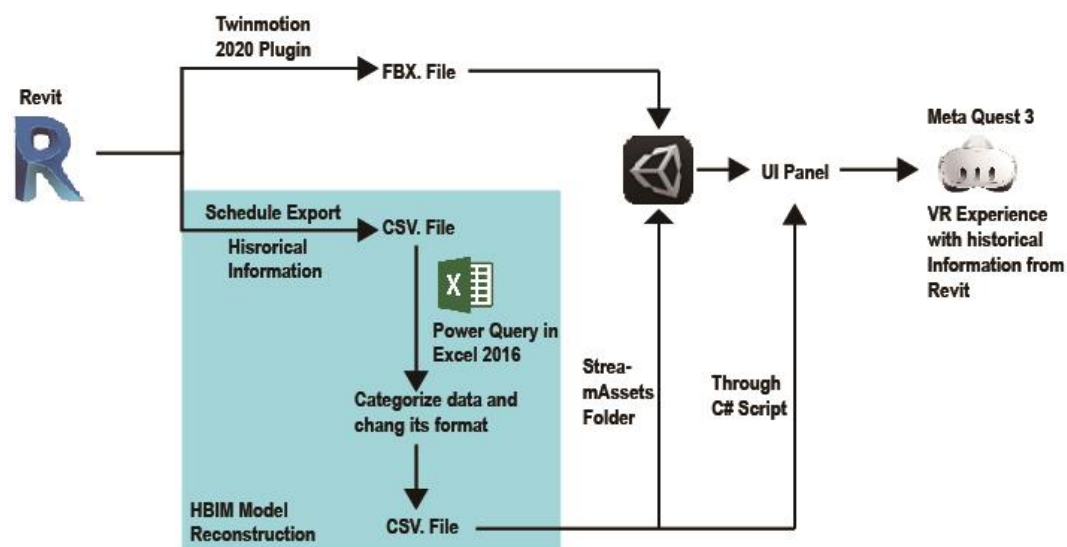 Twinmotion
2020 Plugin
FBX. File
Revit
R
Meta Quest 3
UI Panel
VR Experience
with historical
Information from
Revit
Schedule Export
Hisrorical
Information
CSV. File
X
Power Query in
Excel 2016
Categorize data and
chang its format
Strea-
mAssets
Folder
Through
C# Script
HBIM Model
Reconstruction
CSV. File